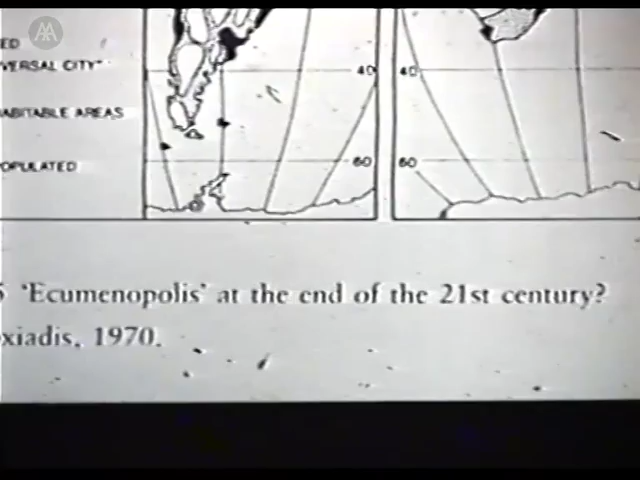 AA
ED
VERSAL CITY"
ABITABLE AREAS
OPULATED
40
40
60
60
'Ecumenopolis' at the end of the 21st century?
xiadis, 1970.